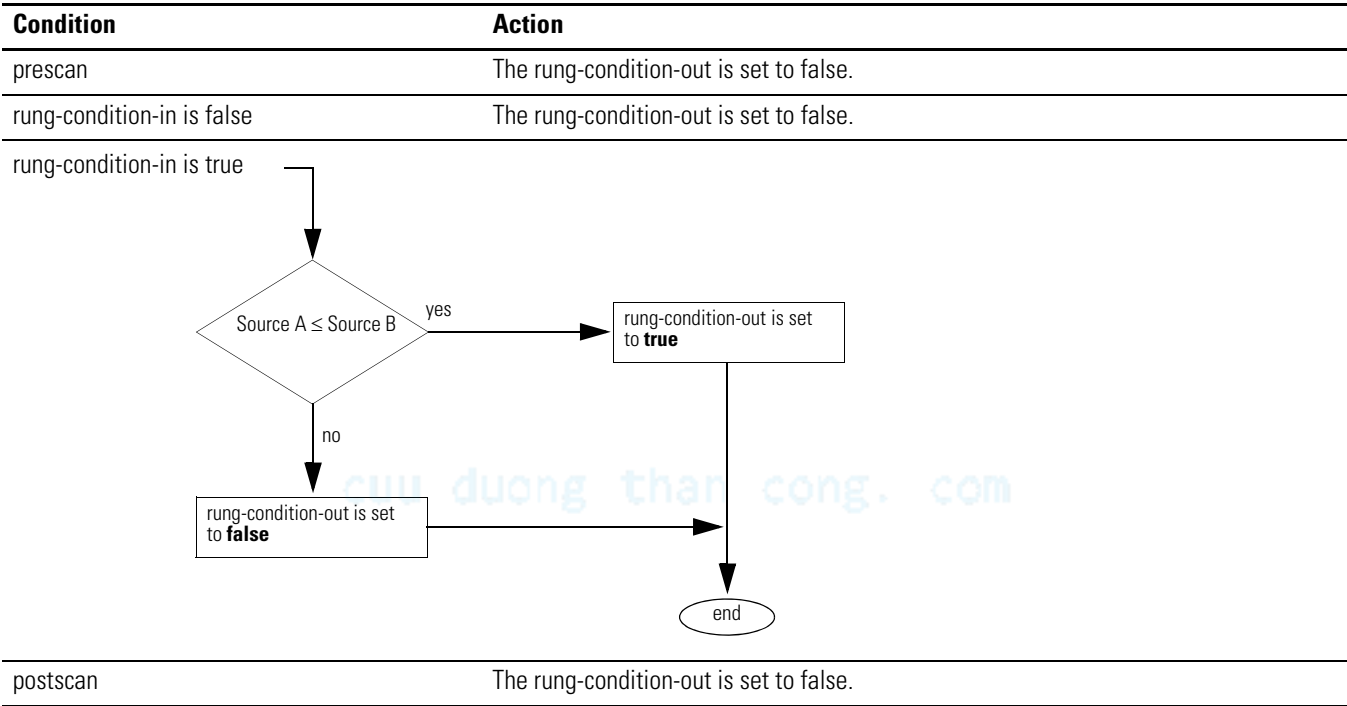 Condition Action
prescan The rung-condition-out is set to false.
rung-condition-in is false The rung-condition-out is set to false.
rung-condition-in is true
Source A ≤ Source B
yes
rung-condition-out is set
to true
no
cuu duong than cong. com
rung-condition-out is set
to false
end
postscan The rung-condition-out is set to false.